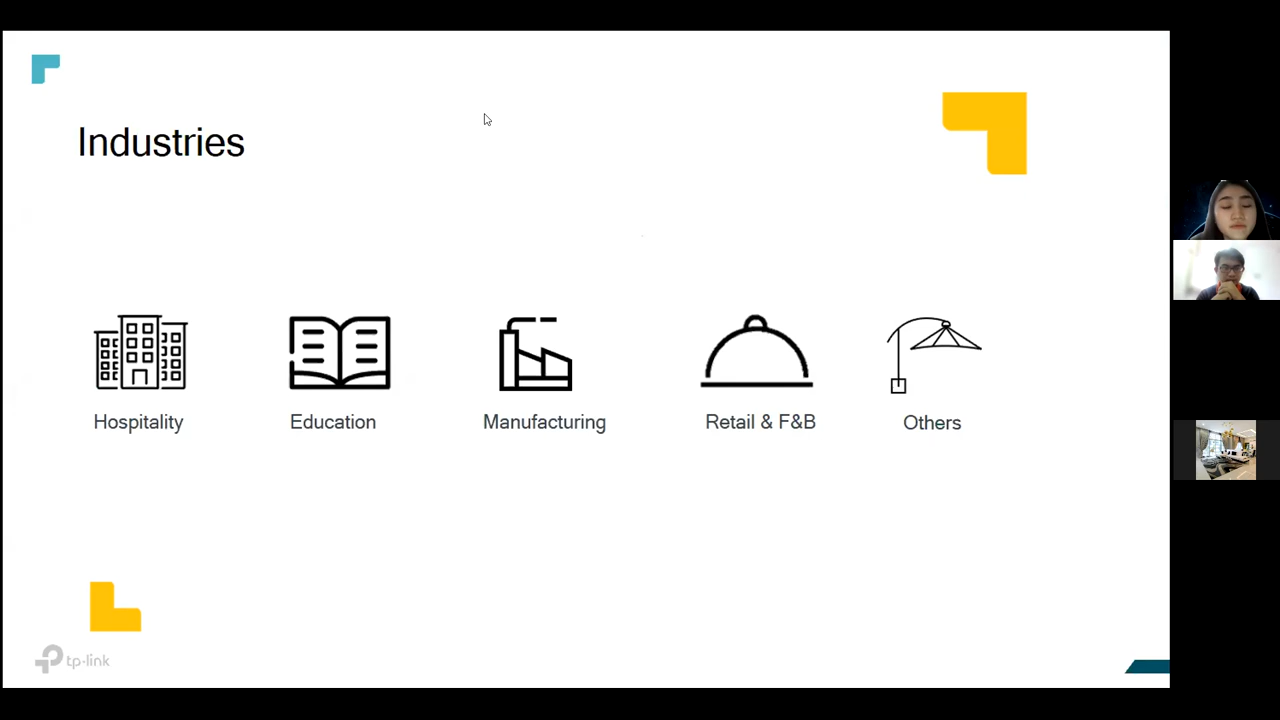 Industries
Hospitality
Education
Manufacturing
Retail & F&B
Others
tp-link